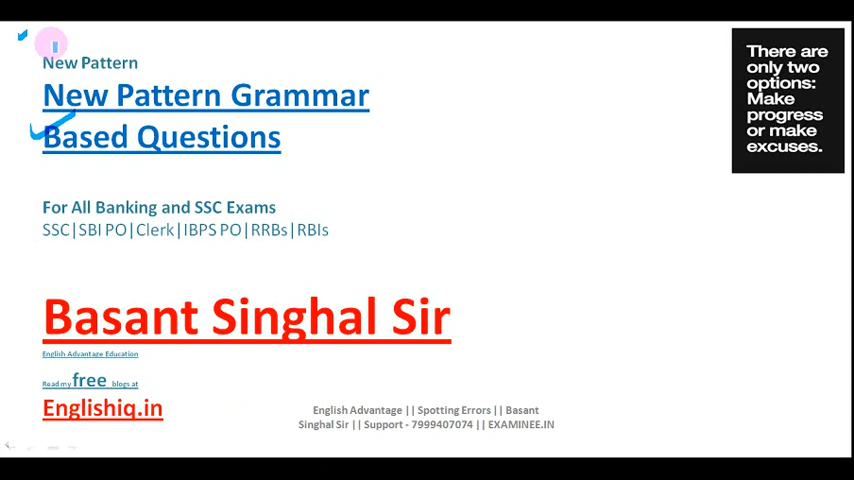 New Pattern
New Pattern Grammar
Based Questions
For All Banking and SSC Exams
SSC|SBI PO|Clerk|IBPS PO|RRBs|RBIs
Basant Singhal Sir
English Advantage Education
Read my free blogs at
Englishiq.in
English Advantage || Spotting Errors || Basant
Singhal Sir || Support - 7999407074 || EXAMINEE.IN
There are
only two
options:
Make
progress
or make
excuses.